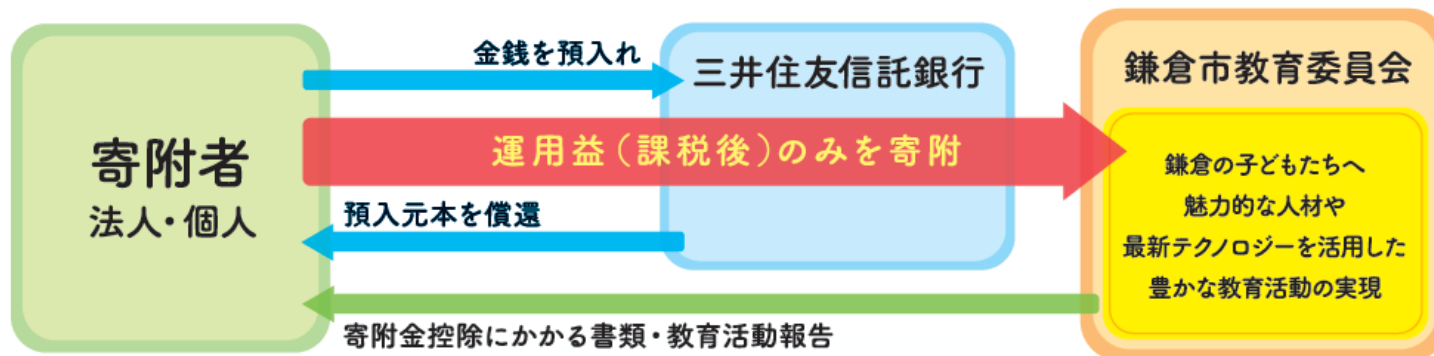 寄附者
法人・個人
金銭を預入れ
三井住友信託銀行
運用益（課税後）のみを寄附
預入元本を償還
寄附金控除にかかる書類・教育活動報告
鎌倉市教育委員会
鎌倉の子どもたちへ
魅力的な人材や
最新テクノロジーを活用した
豊かな教育活動の実現